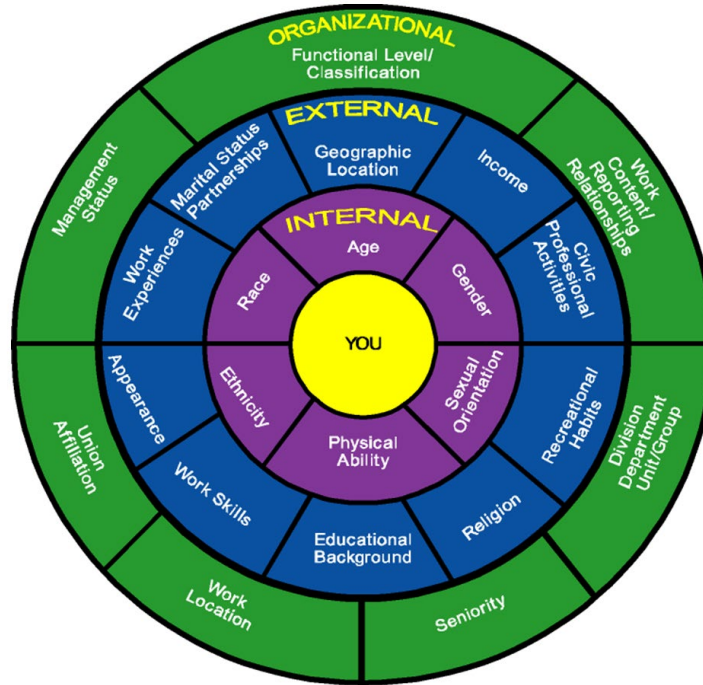 ORGANIZATIONAL
Functional Level/
Classification
Work
Content/
Reporting
Relationships
Division
Department
Unit/Group
Seniority
Work
Location
Union
Affiliation
Management
Status
EXTERNAL
Geographic
Location
Income
Civic
Professional
Activities
Recreational
Habits
Religion
Educational
Background
Work Skills
Appearance
Work
Experiences
Marital Status
Partnerships
INTERNAL
Age
Gender
Sexual
Orientation
Physical
Ability
Ethnicity
Race
YOU